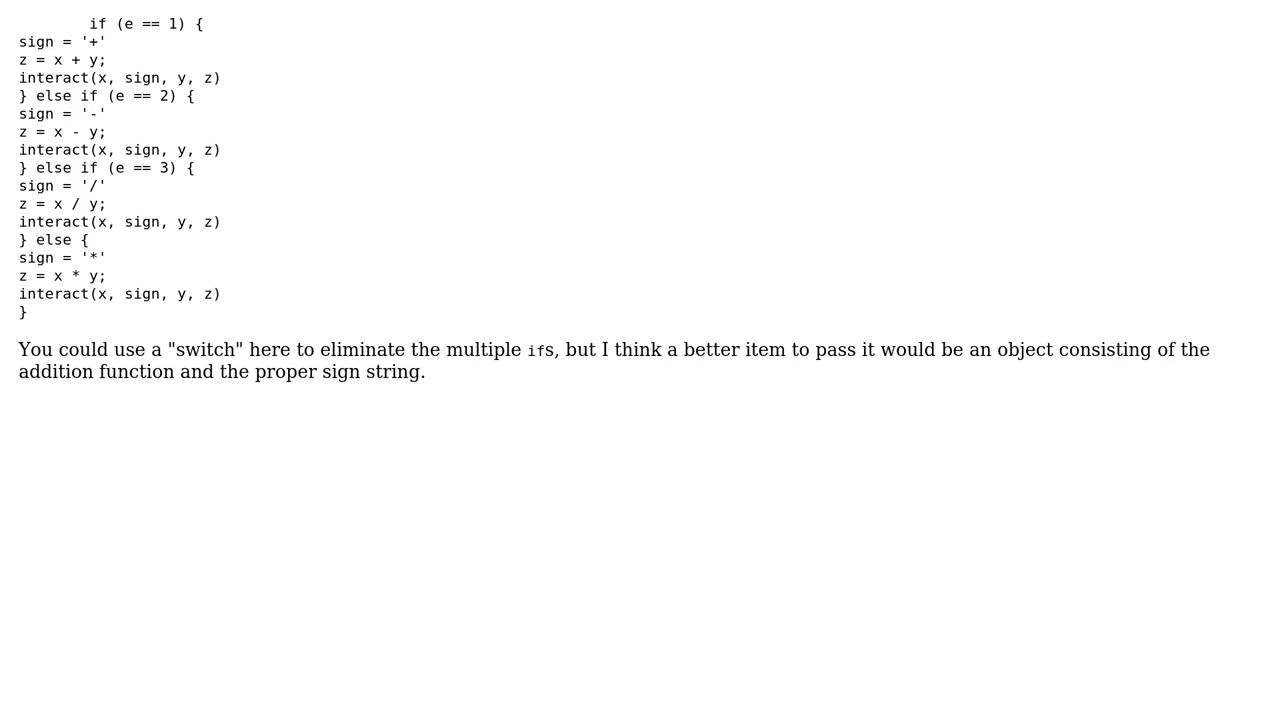 if (e == 1) {
sign = '+'
z = x + y;
interact(x, sign, y, z)
} else if (e == 2) {
sign = '-'
z = x - y;
interact(x, sign, y, z)
} else if (e == 3) {
sign = '/'
z = x / y;
interact(x, sign, y, z)
} else {
sign = '*'
z = x * y;
interact(x, sign, y, z)
}
You could use a "switch" here to eliminate the multiple ifs, but I think a better item to pass it would be an object consisting of the
addition function and the proper sign string.